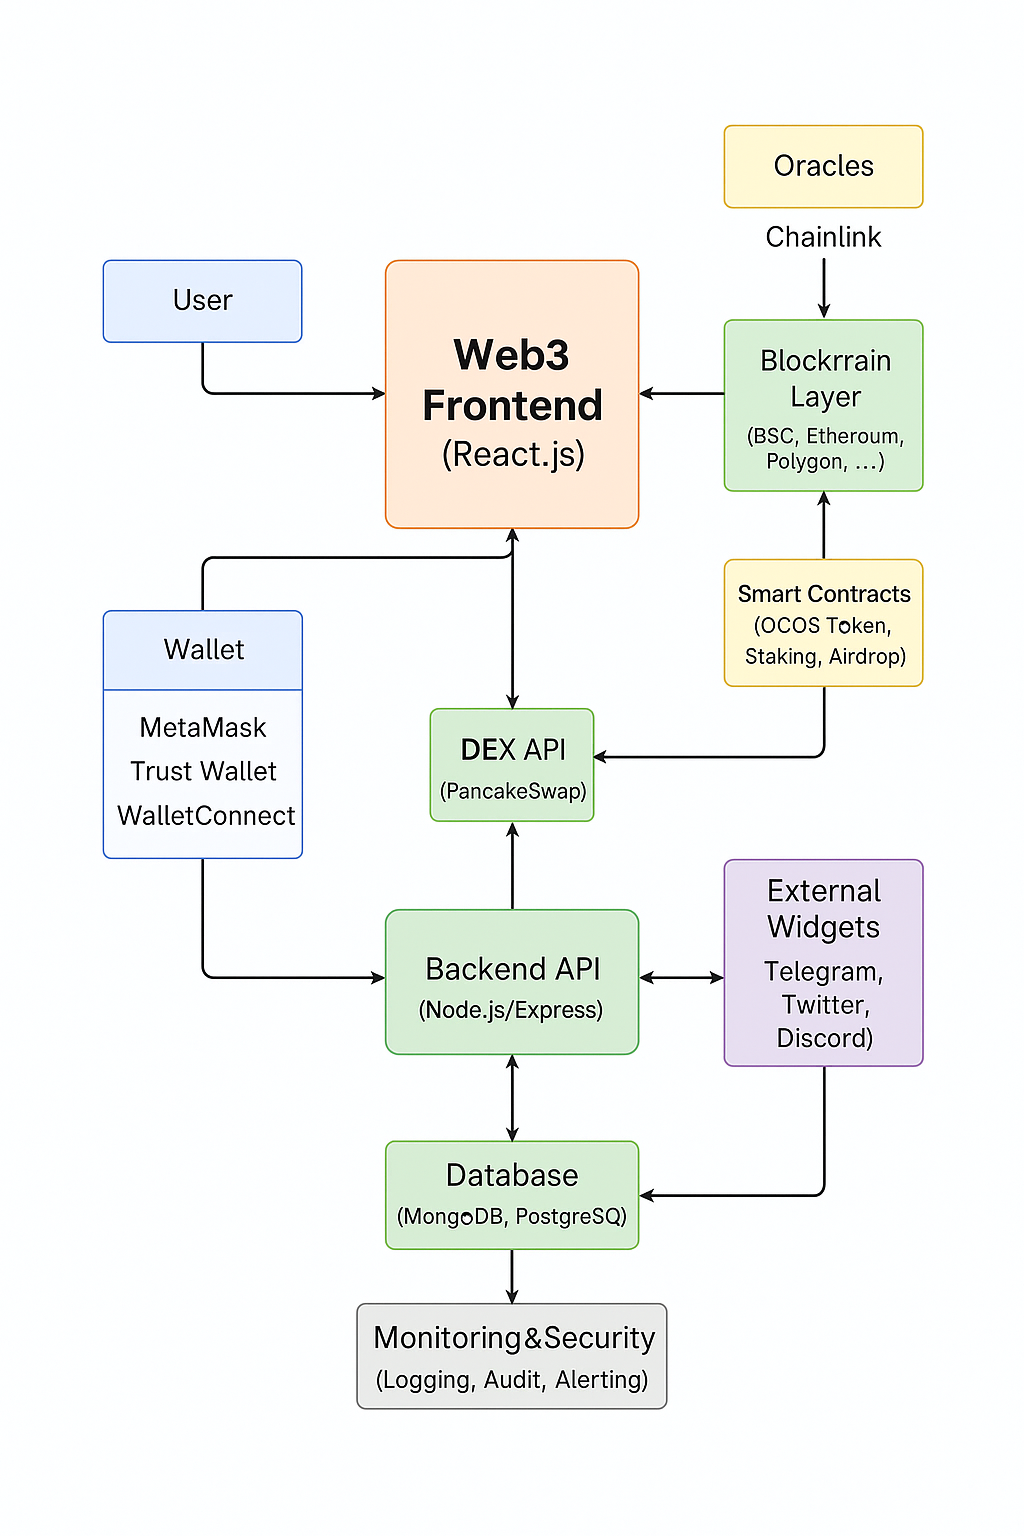 Oracles
Chainlink
User
Web3
Frontend
(React.js)
Blockrrain
Layer
(BSC, Etheroum,
Polygon, ...)
Smart Contracts
(OCOS Token,
Staking, Airdrop)
Wallet
MetaMask
Trust Wallet
WalletConnect
DEX API
(PancakeSwap)
External
Widgets
Telegram,
Twitter,
Discord)
Backend API
(Node.js/Express)
Database
(MongoDB, PostgreSQ)
Monitoring&Security
(Logging, Audit, Alerting)